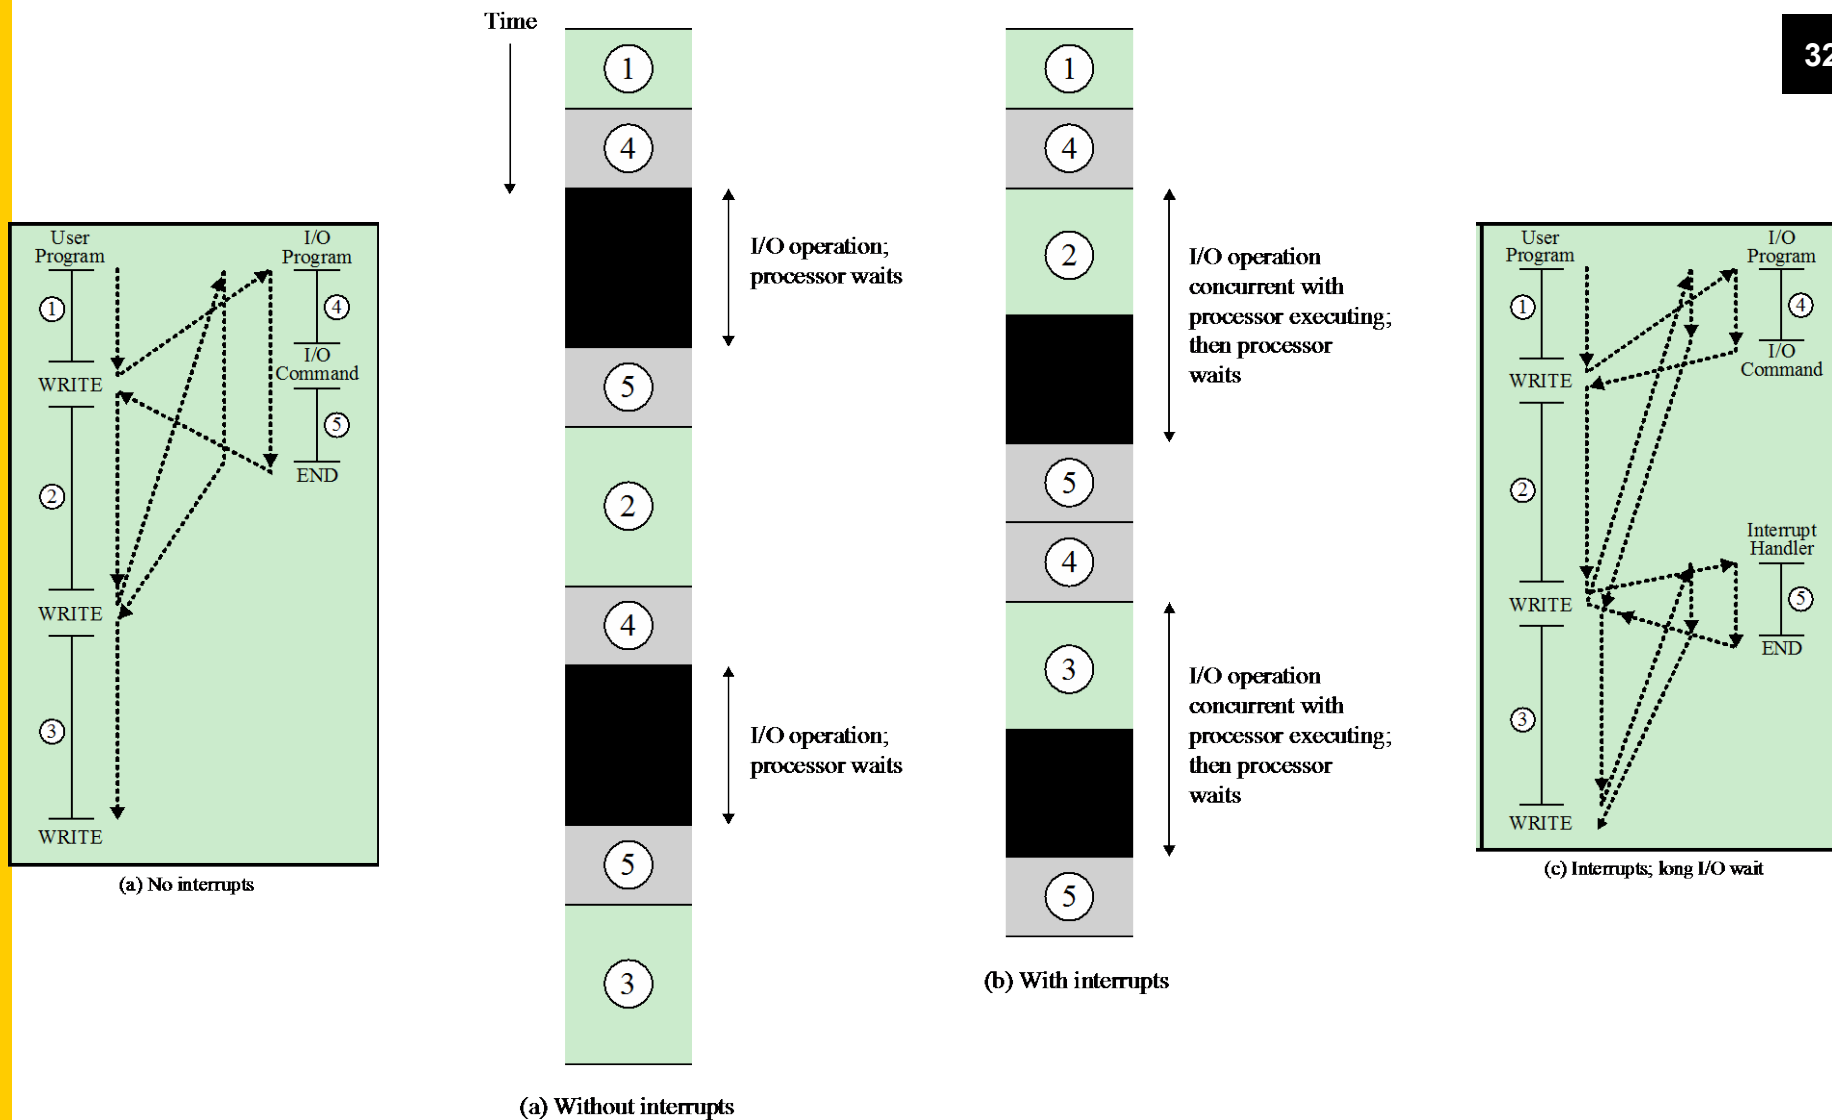 32
User
Program
I/O
Program
1
4
I/O
Command
WRITE
5
END
2
WRITE
3
WRITE
(a) No interrupts
Time
1
4
I/O operation;
processor waits
5
2
4
I/O operation;
processor waits
5
3
(a) Without interrupts
1
4
2
I/O operation
concurrent with
processor executing;
then processor
waits
5
4
3
I/O operation
concurrent with
processor executing;
then processor
waits
5
(b) With interrupts
User
Program
I/O
Program
1
4
I/O
Command
WRITE
2
Interrupt
Handler
WRITE
5
END
3
WRITE
(c) Interrupts; long I/O wait